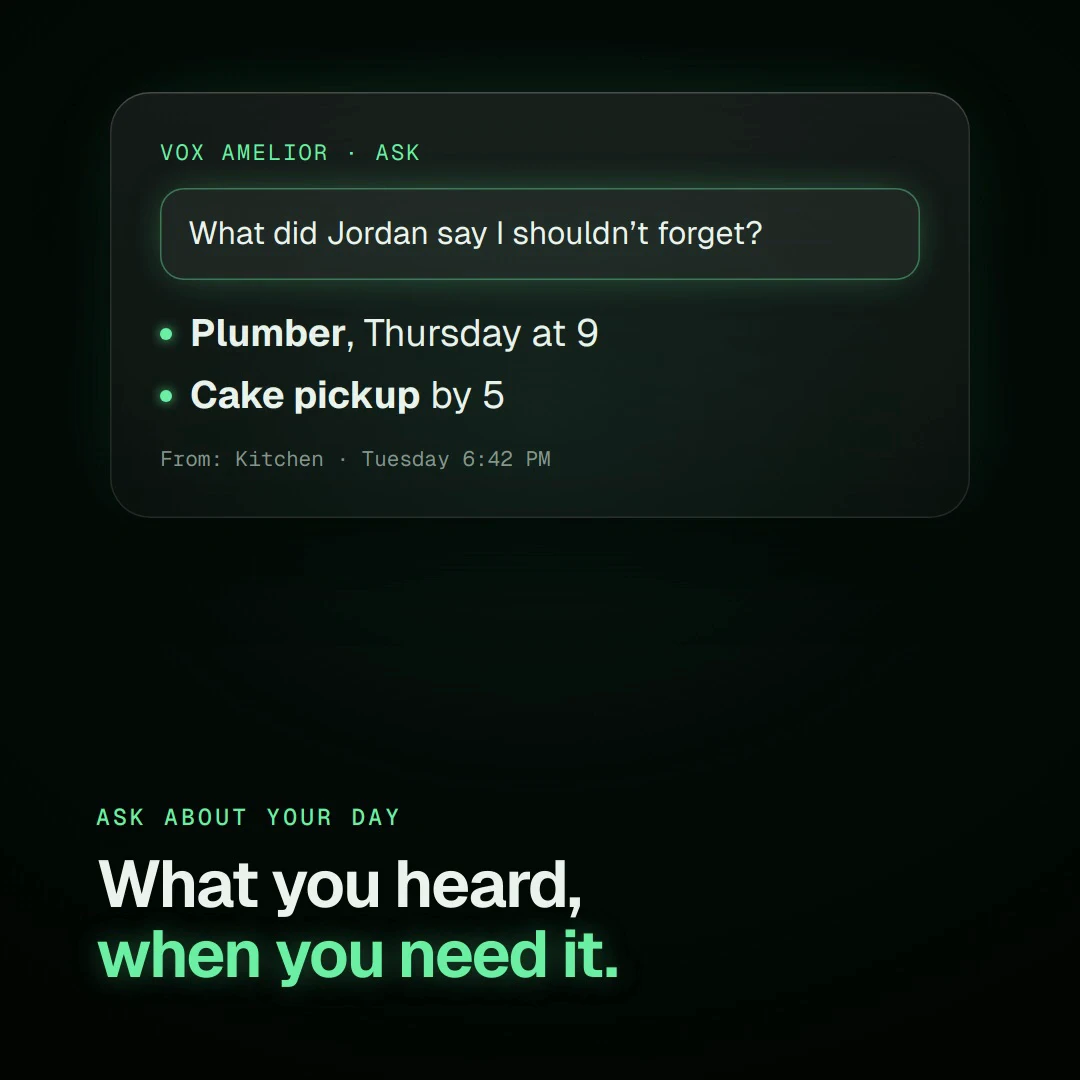 VOX AMELIOR · ASK
What did Jordan say I shouldn’t forget?
• Plumber, Thursday at 9
• Cake pickup by 5
From: Kitchen · Tuesday 6:42 PM
ASK ABOUT YOUR DAY
What you heard,
when you need it.